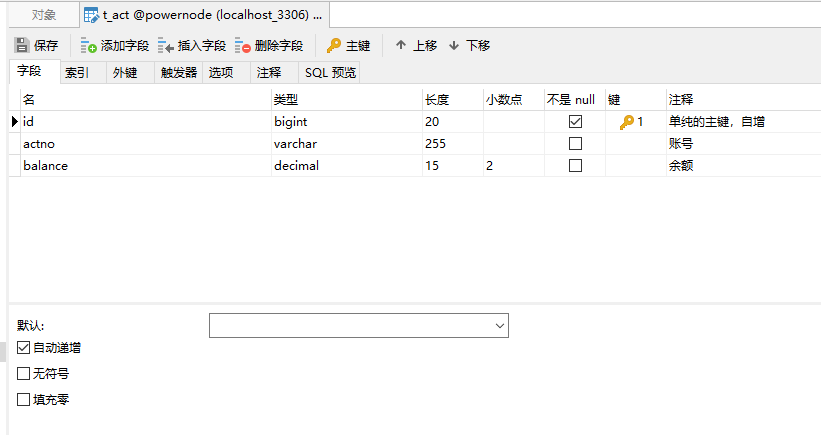 对象 t_act @powernode (localhost_3306) ...
保存 添加字段 插入字段 删除字段 主键 上移 下移
字段 索引 外键 触发器 选项 注释 SQL 预览
名 类型 长度 小数点 不是 null 键 注释
id bigint 20 1 单纯的主键，自增
actno varchar 255 账号
balance decimal 15 2 余额
默认:
自动递增
无符号
填充零